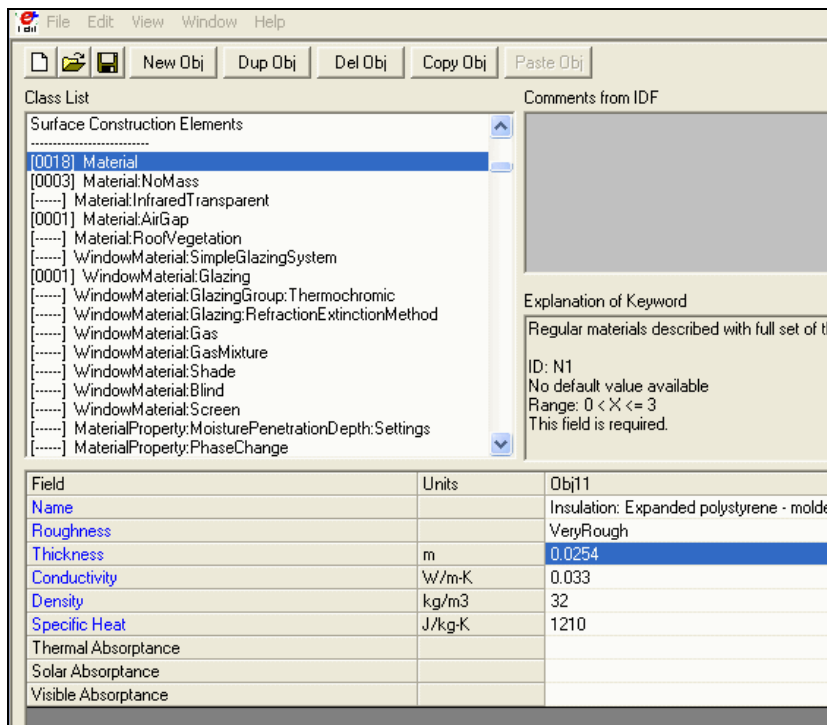 File Edit View Window Help
New Obj Dup Obj Del Obj Copy Obj Paste Obj
Class List
Surface Construction Elements
---------------------------
[0018] Material
[0003] Material:NoMass
[------] Material:InfraredTransparent
[0001] Material:AirGap
[------] Material:RoofVegetation
[------] WindowMaterial:SimpleGlazingSystem
[0001] WindowMaterial:Glazing
[------] WindowMaterial:GlazingGroup:Thermochromic
[------] WindowMaterial:Glazing:RefractionExtinctionMethod
[------] WindowMaterial:Gas
[------] WindowMaterial:GasMixture
[------] WindowMaterial:Shade
[------] WindowMaterial:Blind
[------] WindowMaterial:Screen
[------] MaterialProperty:MoisturePenetrationDepth:Settings
[------] MaterialProperty:PhaseChange
Comments from IDF
Explanation of Keyword
Regular materials described with full set of
ID: N1
No default value available
Range: 0 < X <= 3
This field is required.
Field Units Obj11
Name Insulation: Expanded polystyrene - molde
Roughness VeryRough
Thickness m 0.0254
Conductivity W/m-K 0.033
Density kg/m3 32
Specific Heat J/kg-K 1210
Thermal Absorptance
Solar Absorptance
Visible Absorptance